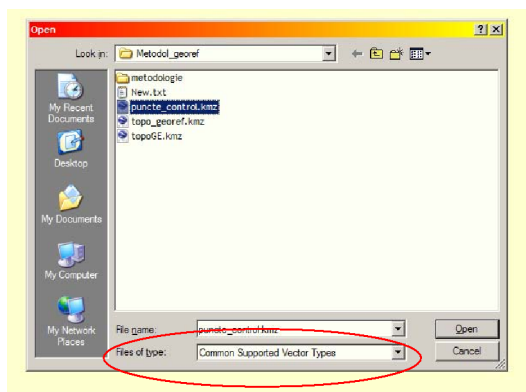 Open
Look in:
Metodol_georef
metodologie
New.txt
puncte_control.kmz
topo_georef.kmz
topoGE.kmz
My Recent
Documents
Desktop
My Documents
My Computer
My Network
Places
File name:
puncte_control.kmz
Open
Files of type:
Common Supported Vector Types
Cancel